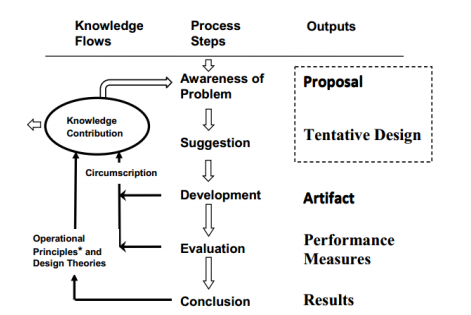 Knowledge Flows
Process Steps
Outputs
Awareness of Problem
Proposal
Knowledge Contribution
Tentative Design
Suggestion
Circumscription
Development
Artifact
Operational Principles* and Design Theories
Evaluation
Performance Measures
Conclusion
Results